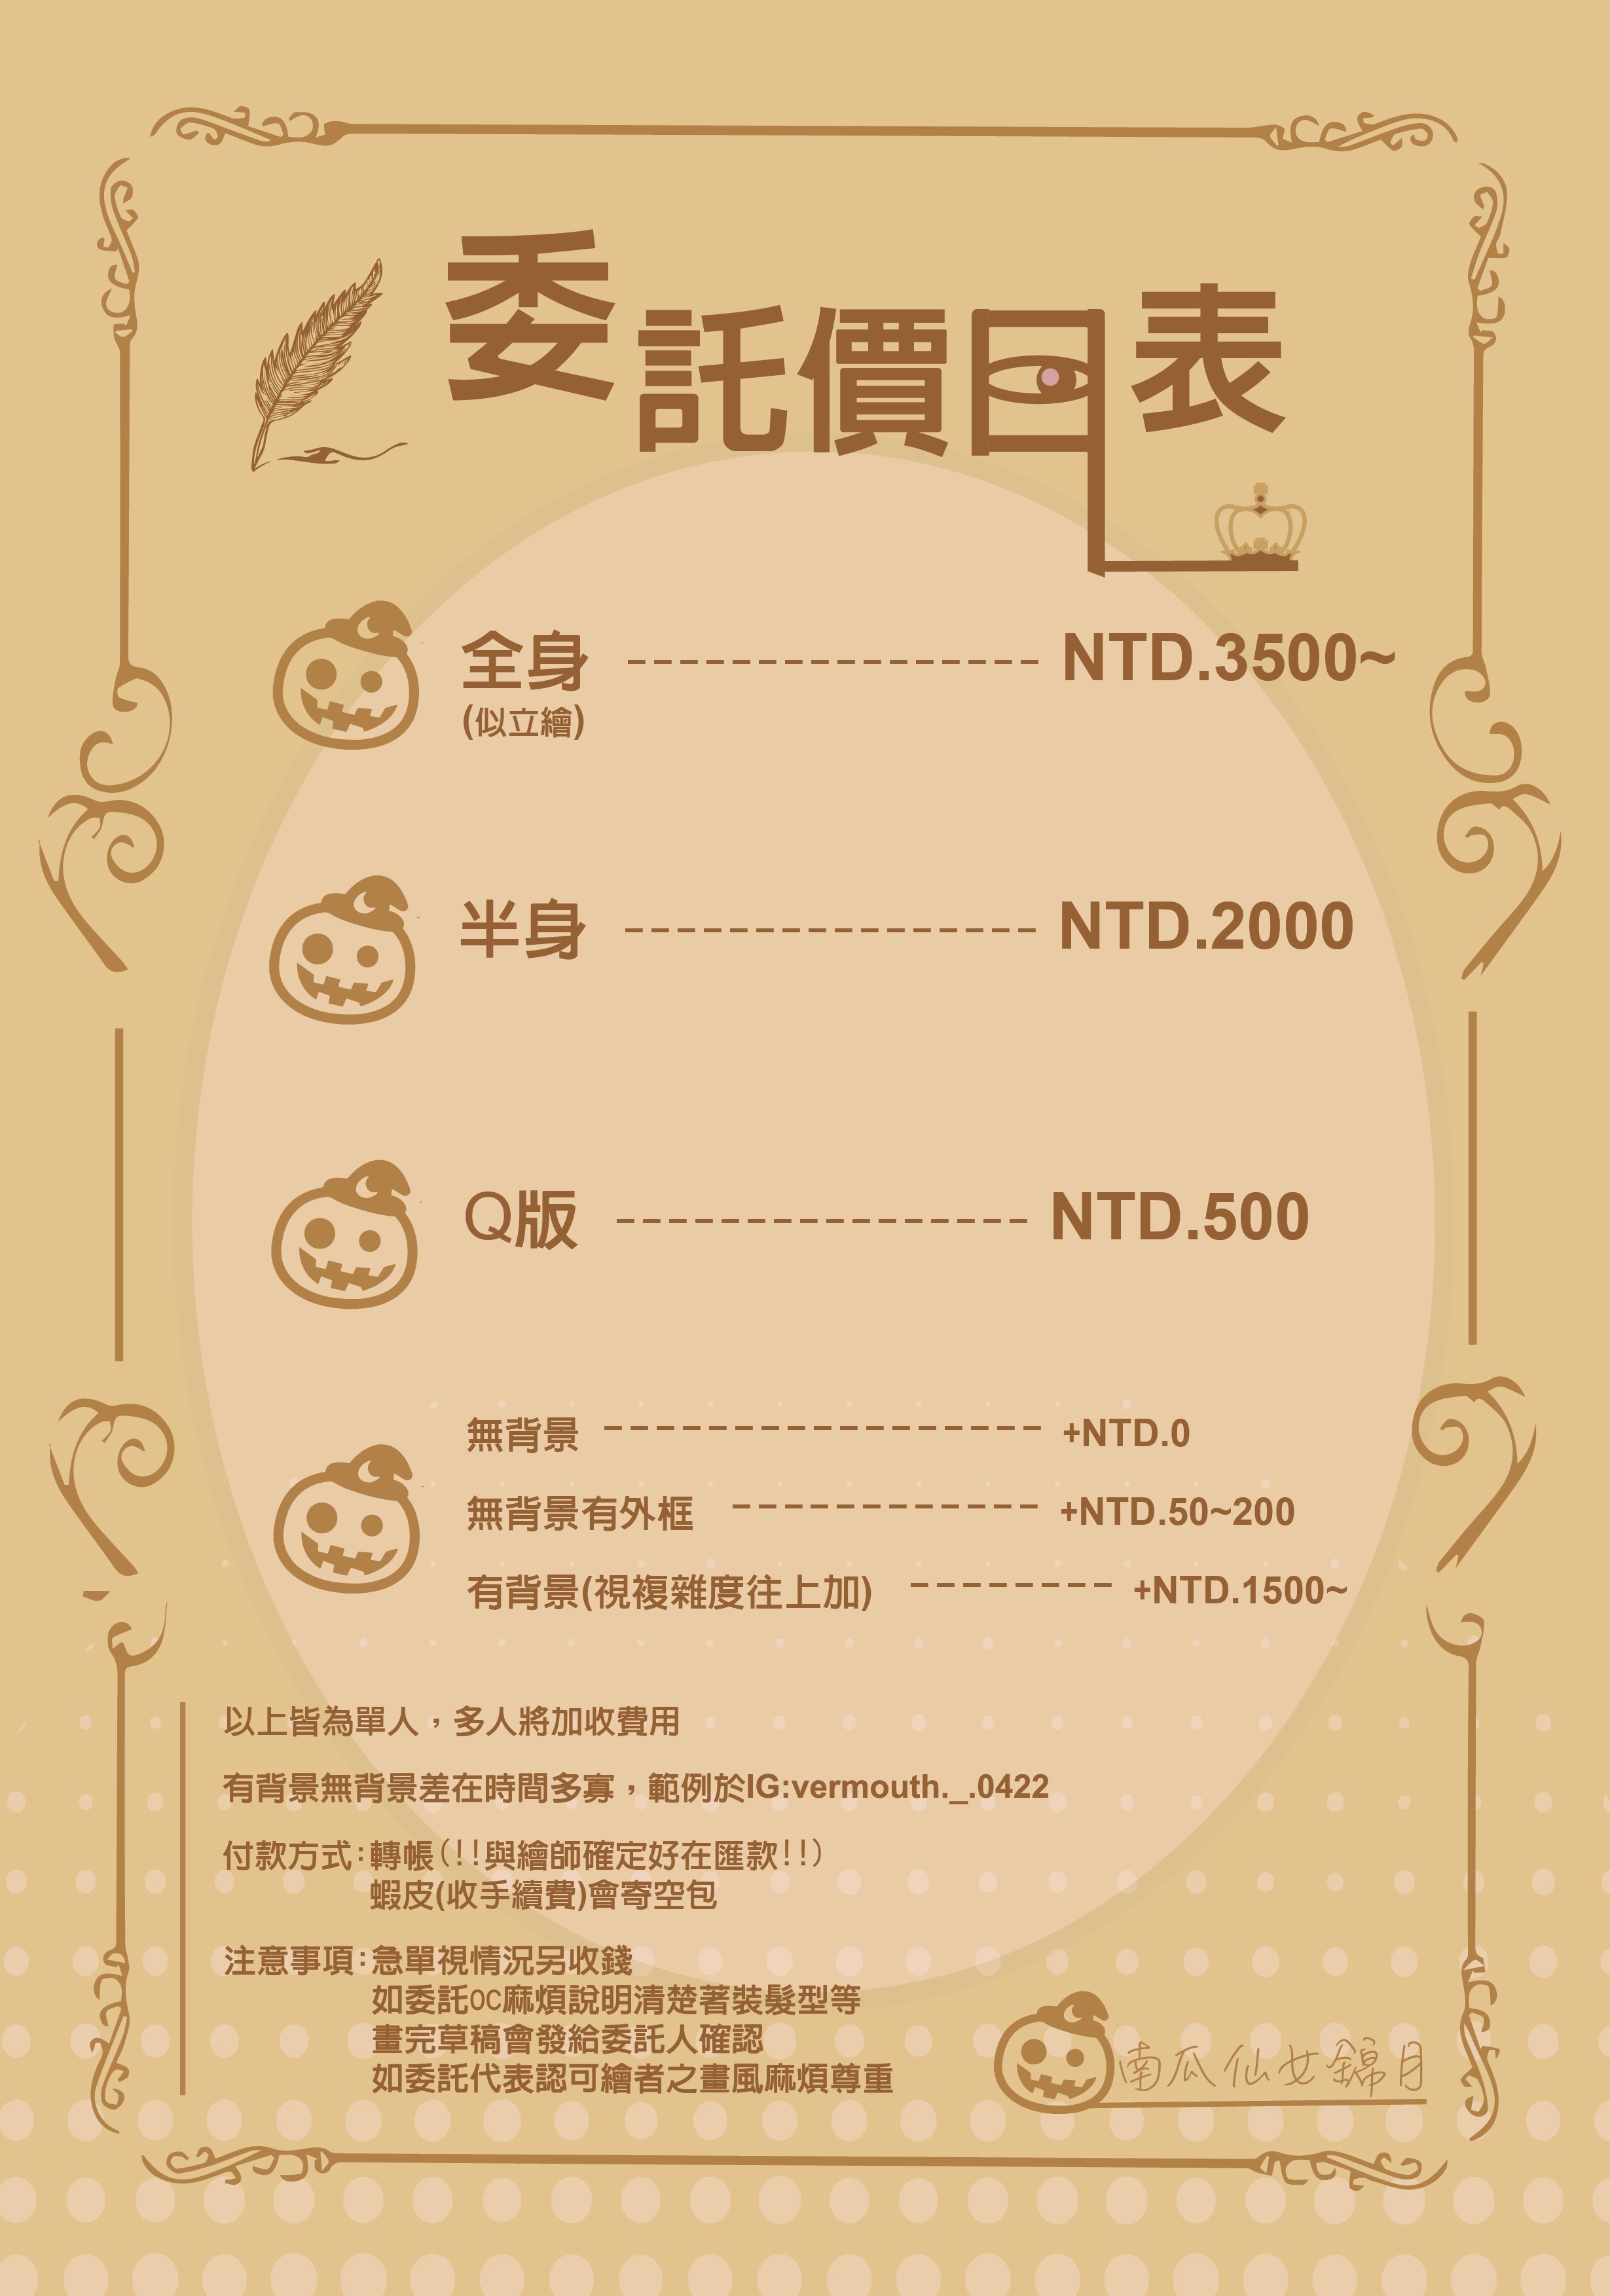 委託價目表
全身 ---------------- NTD.3500~
(似立繪)
半身 ---------------- NTD.2000
Q版 ---------------- NTD.500
無背景 ----------------- +NTD.0
無背景有外框 ------------ +NTD.50~200
有背景(視複雜度往上加) -------- +NTD.1500~
以上皆為單人，多人將加收費用
有背景無背景差在時間多寡，範例於IG:vermouth._.0422
付款方式:轉帳(!!與繪師確定好在匯款!!)
蝦皮(收手續費)會寄空包
注意事項:急單視情況另收錢
如委託OC麻煩說明清楚著裝髮型等
畫完草稿會發給委託人確認
如委託代表認可繪者之畫風麻煩尊重
南瓜仙女錦月